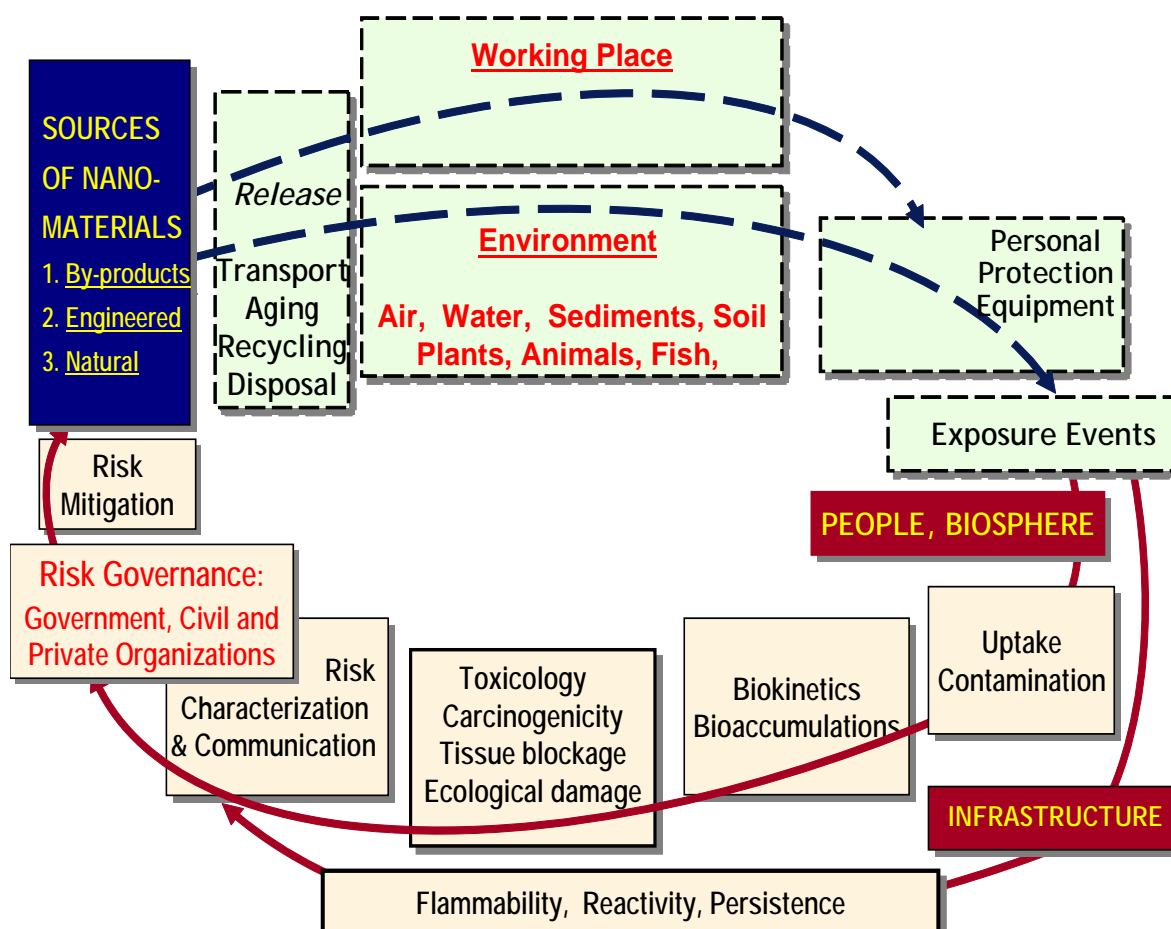 SOURCES
OF NANO-
MATERIALS
1. By-products
2. Engineered
3. Natural
Release
Transport
Aging
Recycling
Disposal
Working Place
Environment
Air, Water, Sediments, Soil
Plants, Animals, Fish,
Personal
Protection
Equipment
Exposure Events
PEOPLE, BIOSPHERE
Uptake
Contamination
INFRASTRUCTURE
Biokinetics
Bioaccumulations
Toxicology
Carcinogenicity
Tissue blockage
Ecological damage
Flammability, Reactivity, Persistence
Risk
Characterization
& Communication
Risk Governance:
Government, Civil and
Private Organizations
Risk
Mitigation